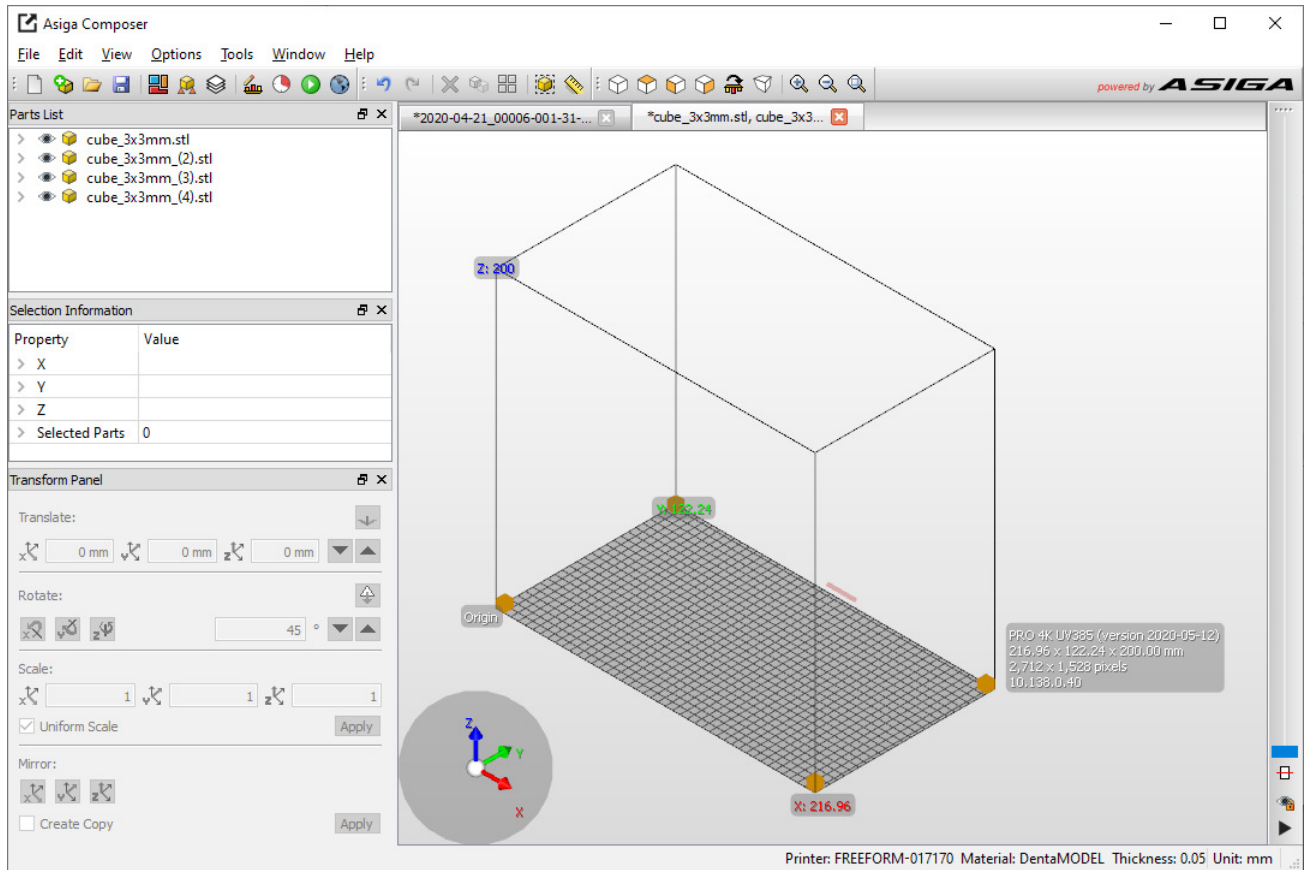 Asiga Composer
File Edit View Options Tools Window Help
powered by ASIGA
Parts List
*2020-04-21_00006-001-31-...
*cube_3x3mm.stl, cube_3x3...
cube_3x3mm.stl
cube_3x3mm_(2).stl
cube_3x3mm_(3).stl
cube_3x3mm_(4).stl
Z: 200
Selection Information
Property Value
X
Y
Z
Selected Parts 0
Transform Panel
Translate:
x 0 mm y 0 mm z 0 mm
Rotate:
x y z 45 °
Scale:
x 1 y 1 z 1
Uniform Scale Apply
Mirror:
x y z
Create Copy Apply
Y: 122.24
Origin
PRO 4K UV385 (version 2020-05-12)
216.96 x 122.24 x 200.00 mm
2,712 x 1,528 pixels
10.138.0.40
Z
Y
X
X: 216.96
Printer: FREEFORM-017170 Material: DentaMODEL Thickness: 0.05 Unit: mm